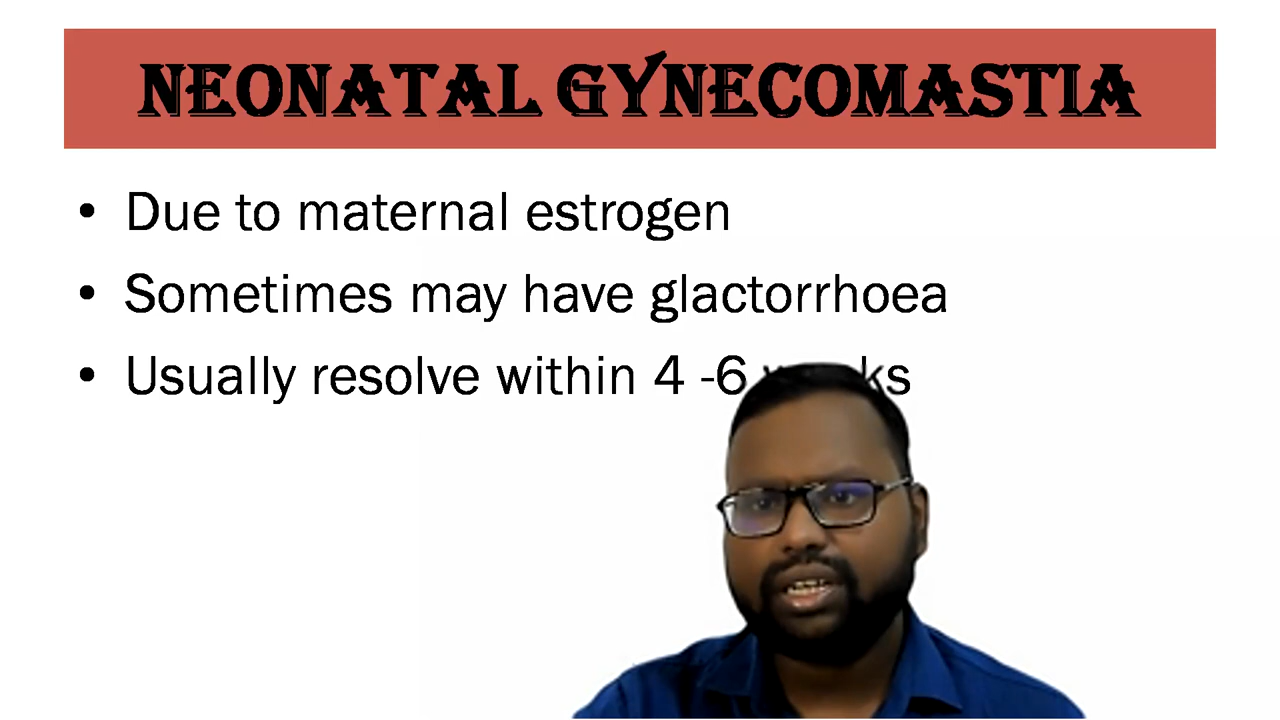 NEONATAL GYNECOMASTIA
• Due to maternal estrogen
• Sometimes may have glactorrhoea
• Usually resolve within 4 -6